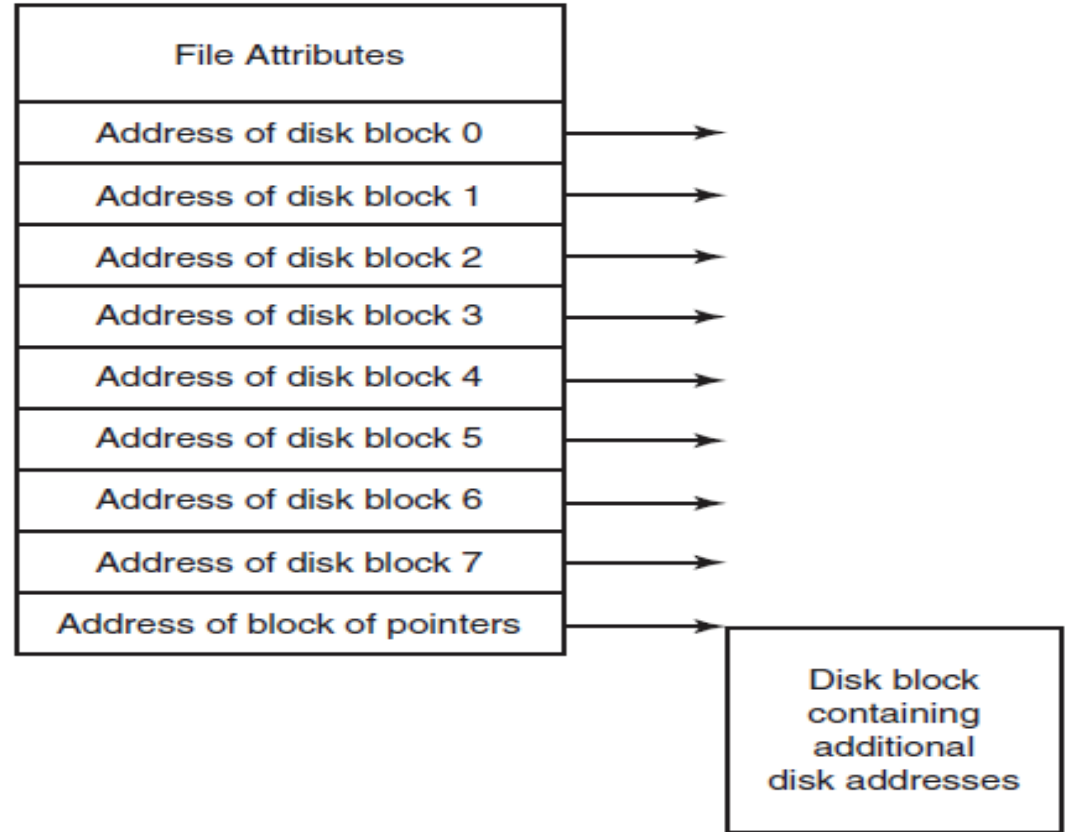 File Attributes
Address of disk block 0
Address of disk block 1
Address of disk block 2
Address of disk block 3
Address of disk block 4
Address of disk block 5
Address of disk block 6
Address of disk block 7
Address of block of pointers
Disk block
containing
additional
disk addresses